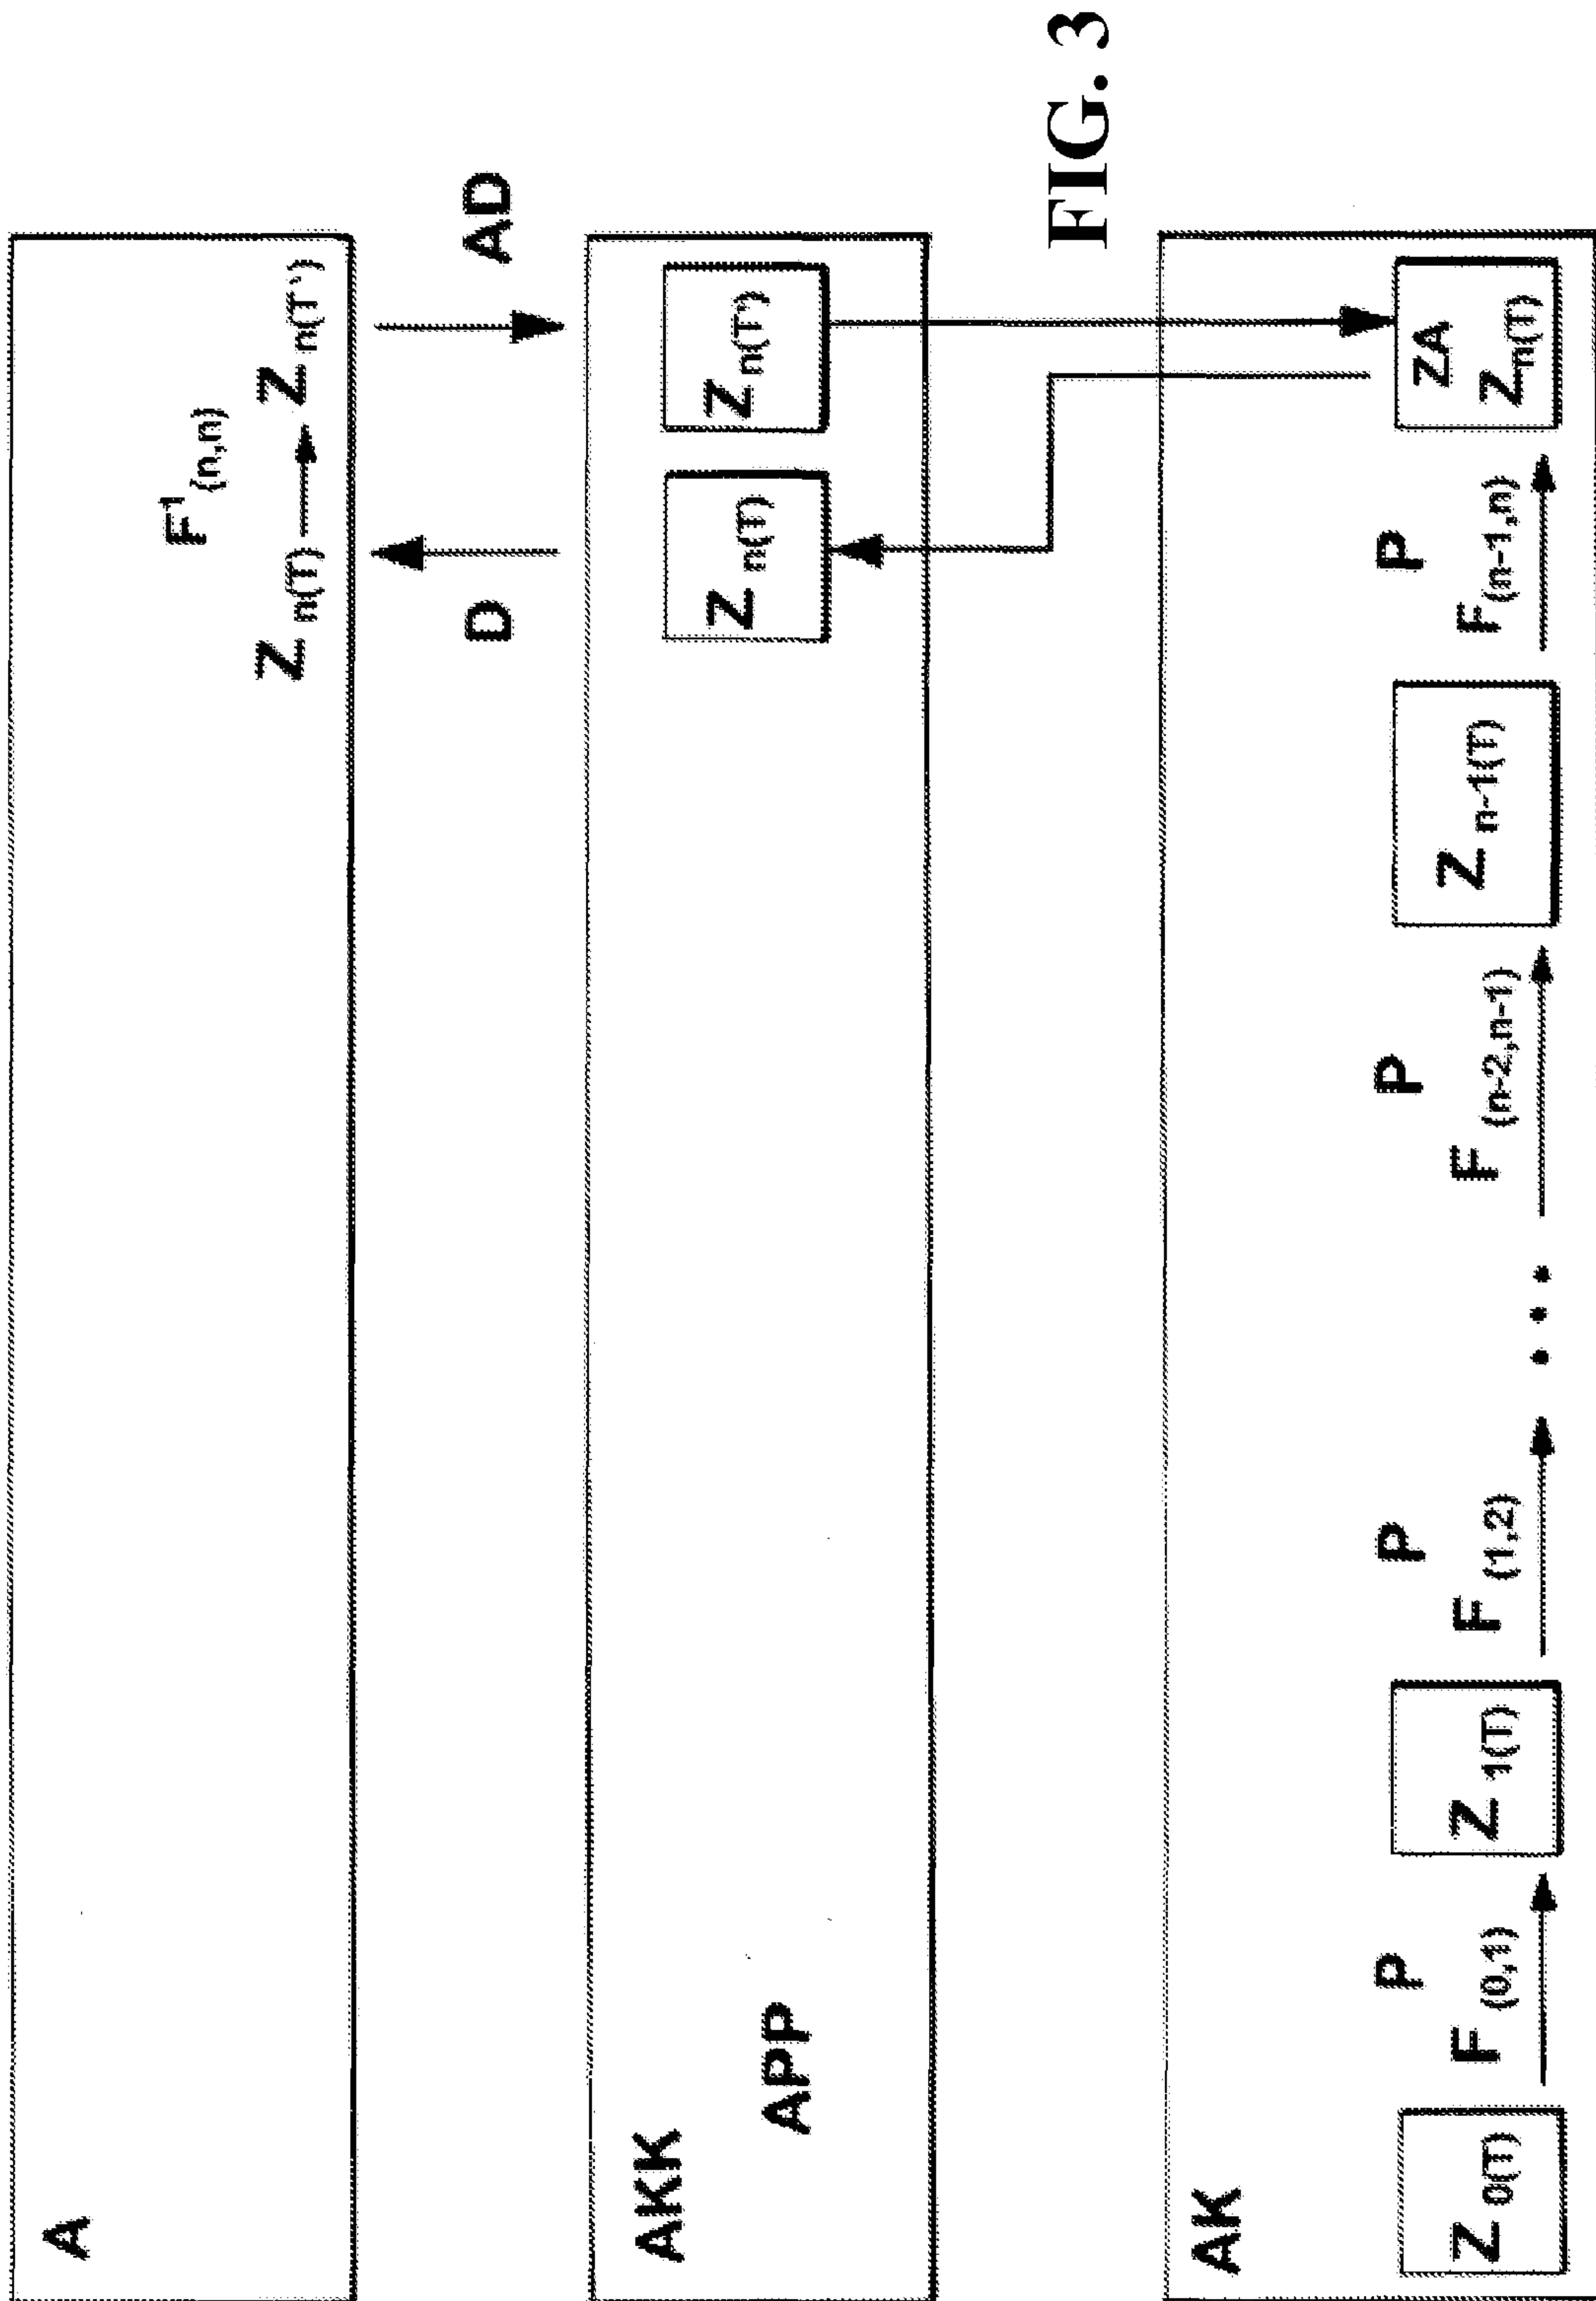 A
F¹(n,n)
Z n(T) Z n(T')
D AD
AKK
Z n(T) Z n(T')
APP
FIG. 3
AK
P P P P ZA
Z 0(T) F (0,1) Z 1(T) F (1,2) • • • F (n-2,n-1) Z n-1(T) F(n-1,n) Z n(T)